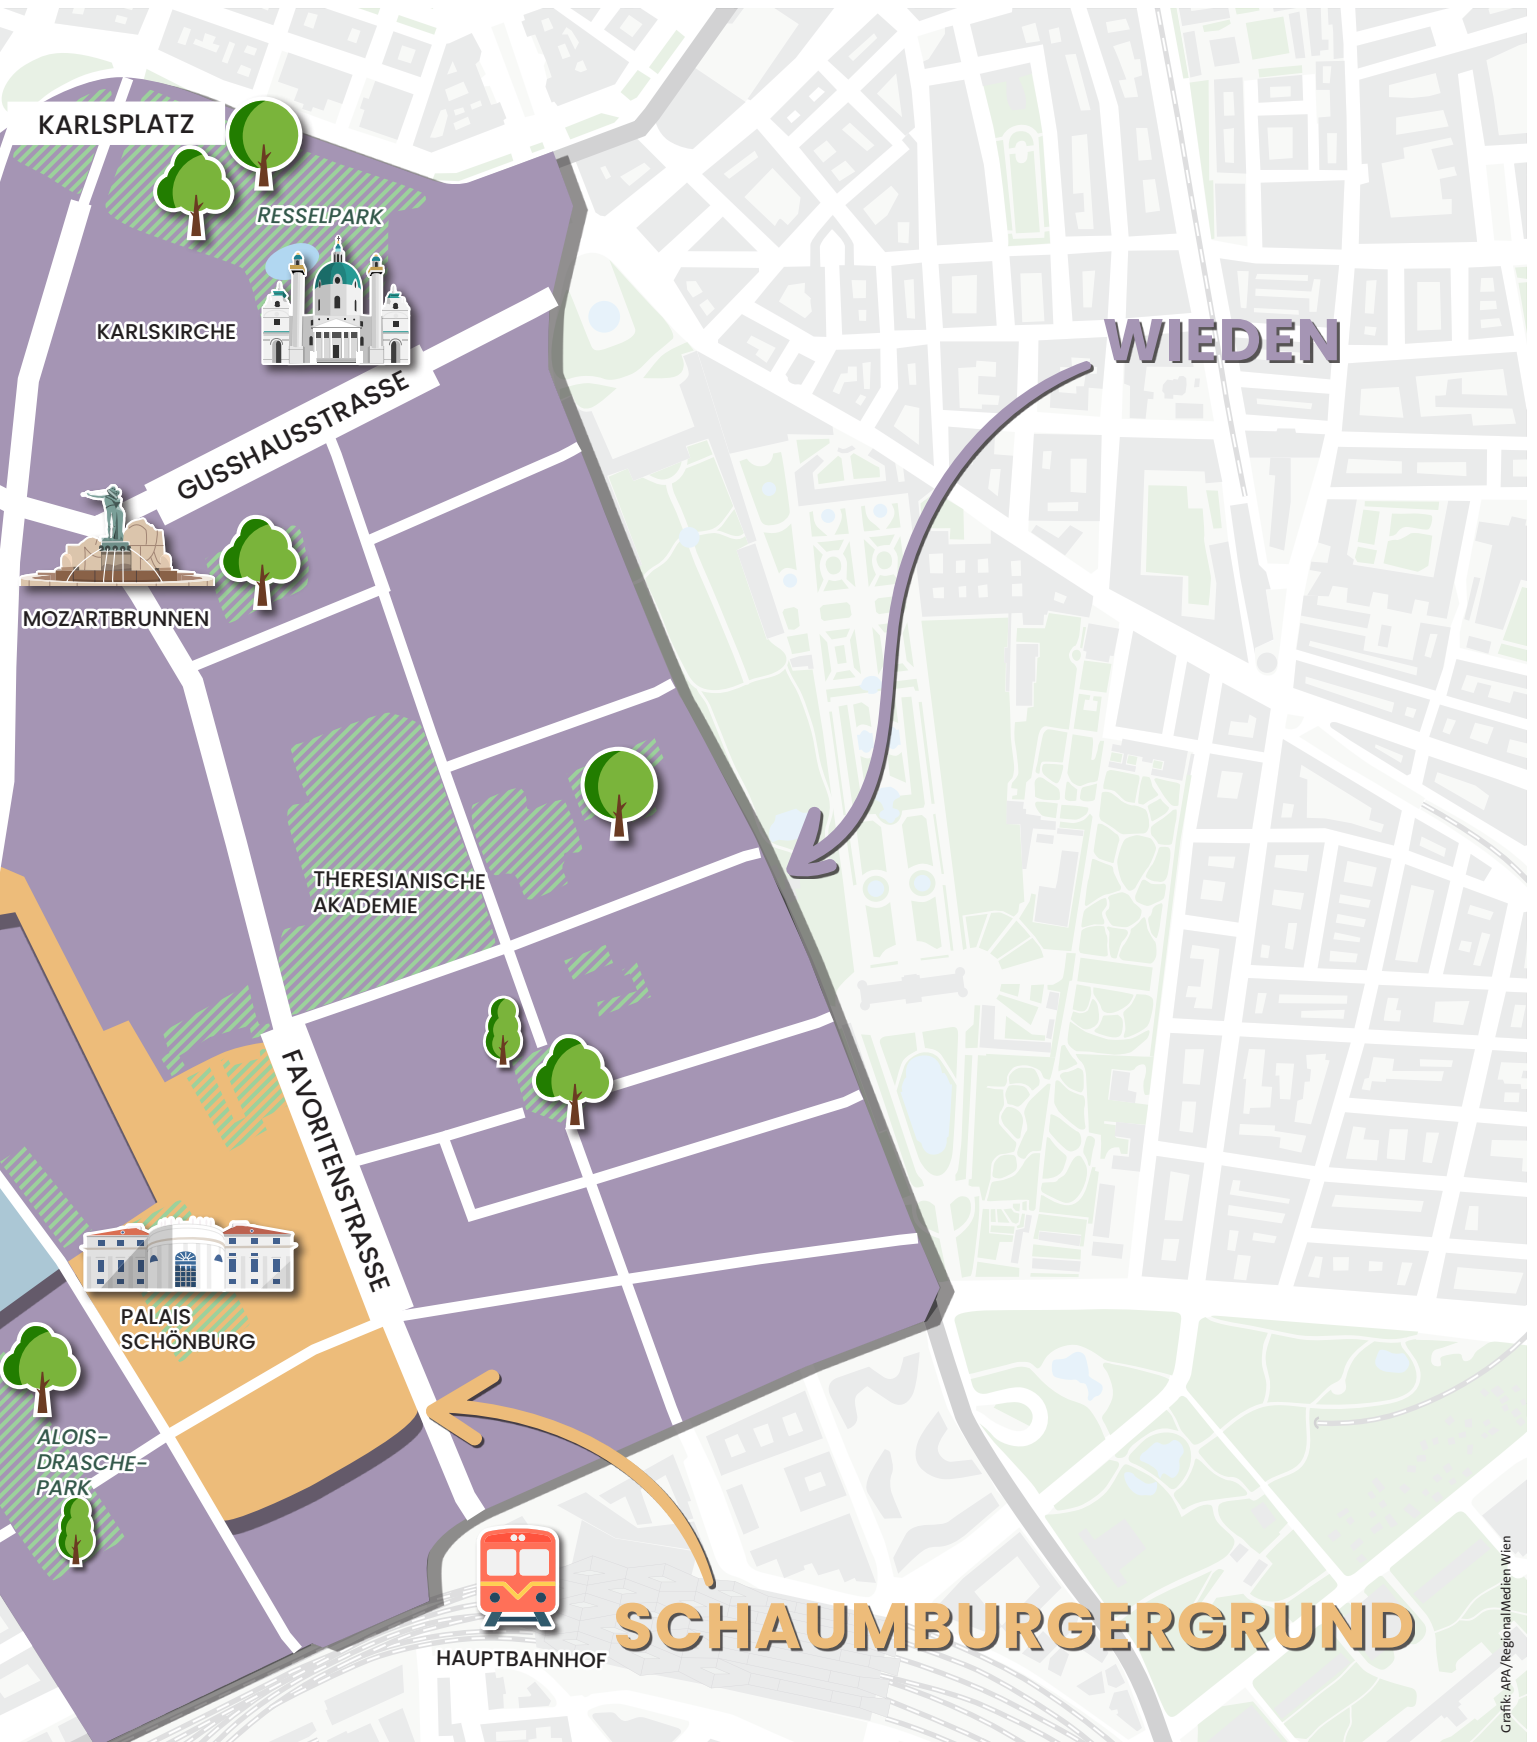 KARLSPLATZ
RESSELPARK
KARLSKIRCHE
WIEDEN
GUSSHAUSSTRASSE
MOZARTBRUNNEN
THERESIANISCHE
AKADEMIE
FAVORITENSTRASSE
PALAIS
SCHÖNBURG
ALOIS-
DRASCHE-
PARK
SCHAUMBURGERGRUND
HAUPTBAHNHOF
Grafik: APA/RegionalMedien Wien